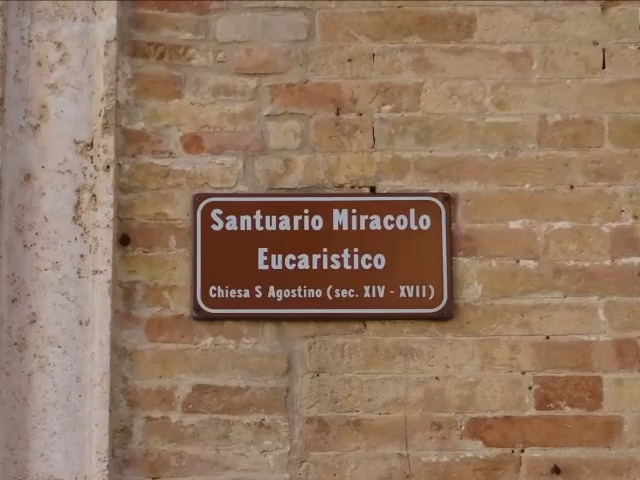 Santuario Miracolo
Eucaristico
Chiesa S Agostino (sec. XIV - XVII)